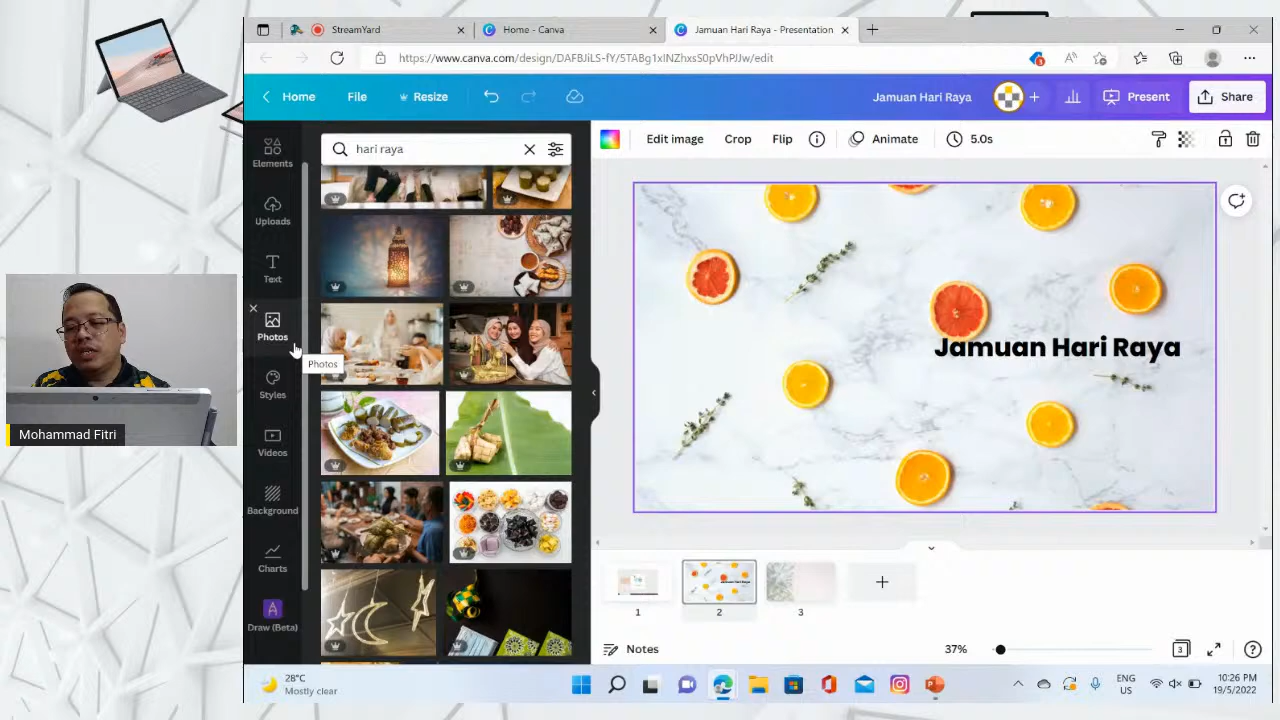 StreamYard
Home - Canva
Jamuan Hari Raya - Presentation
https://www.canva.com/design/DAFBJiLS-fY/5TABg1xINZhxsS0pVhPJJw/edit
3
Home
File
Resize
Jamuan Hari Raya
Present
Share
Elements
Uploads
Text
Photos
Styles
Videos
Background
Charts
Draw (Beta)
hari raya
Photos
Edit image
Crop
Flip
Animate
5.0s
Jamuan Hari Raya
1
2
3
Notes
37%
3
Mohammad Fitri
28°C
Mostly clear
ENG
US
10:26 PM
19/5/2022